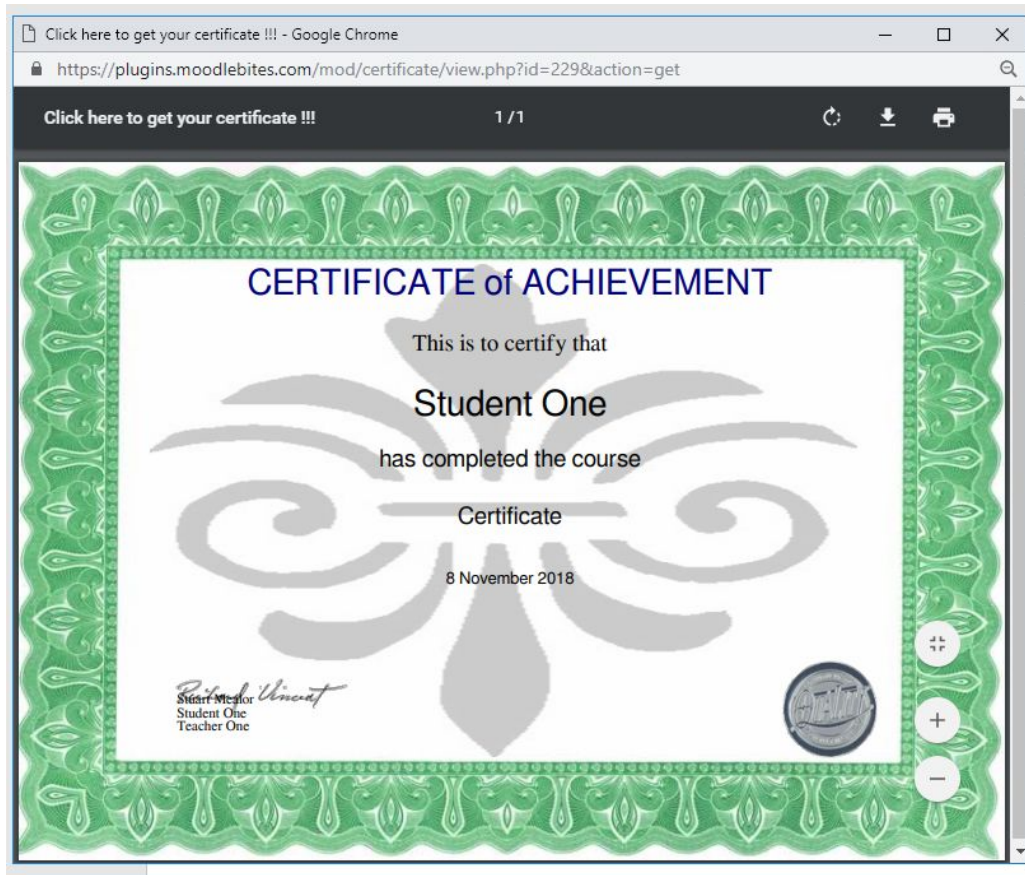 Click here to get your certificate !!! - Google Chrome
https://plugins.moodlebites.com/mod/certificate/view.php?id=229&action=get
Click here to get your certificate !!! 1 / 1
CERTIFICATE of ACHIEVEMENT
This is to certify that
Student One
has completed the course
Certificate
8 November 2018
Stuart Mealor
Student One
Teacher One